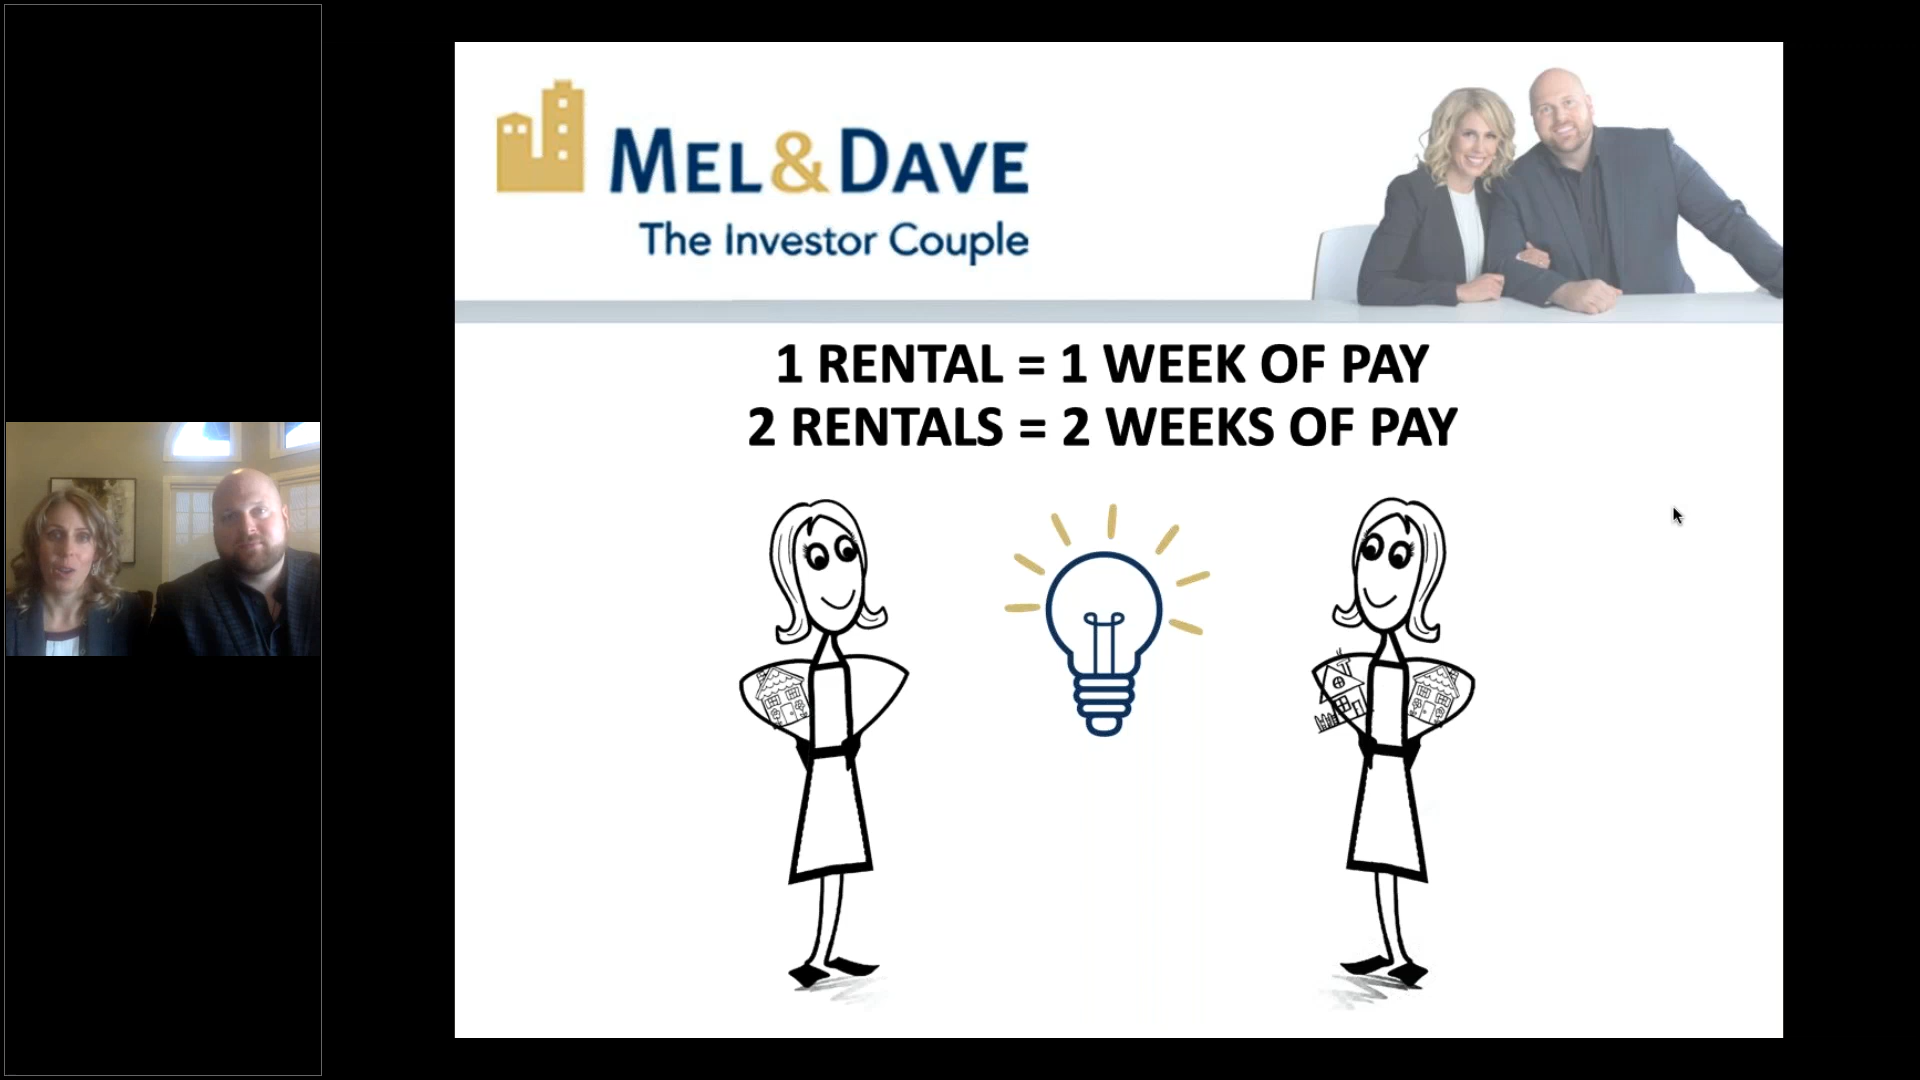 MEL&DAVE
The Investor Couple
1 RENTAL = 1 WEEK OF PAY
2 RENTALS = 2 WEEKS OF PAY